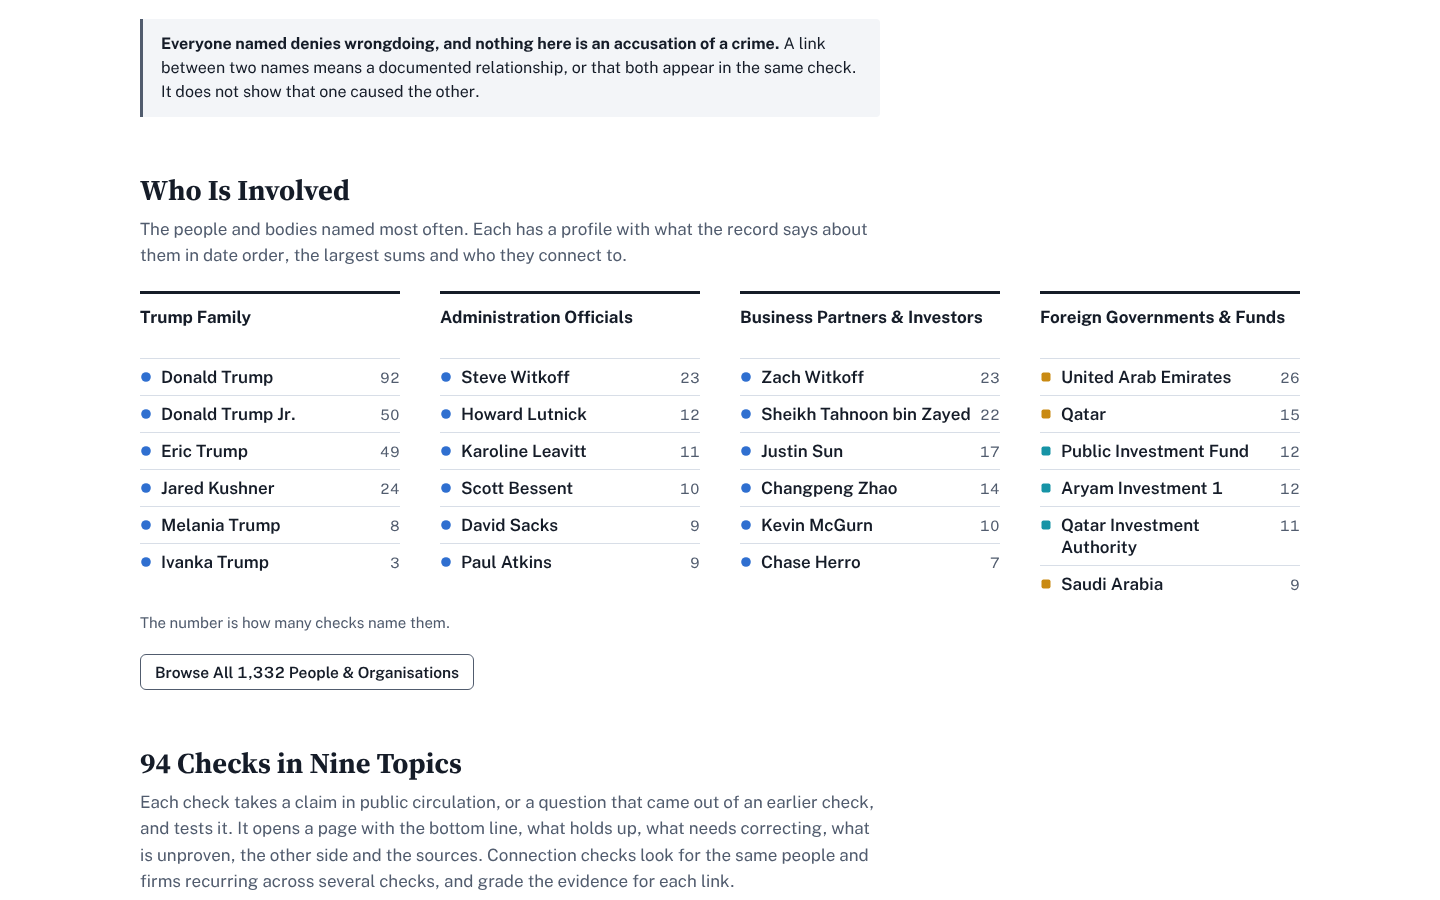 Everyone named denies wrongdoing, and nothing here is an accusation of a crime. A link
between two names means a documented relationship, or that both appear in the same check.
It does not show that one caused the other.
Who Is Involved
The people and bodies named most often. Each has a profile with what the record says about
them in date order, the largest sums and who they connect to.
Trump Family
Donald Trump 92
Donald Trump Jr. 50
Eric Trump 49
Jared Kushner 24
Melania Trump 8
Ivanka Trump 3
Administration Officials
Steve Witkoff 23
Howard Lutnick 12
Karoline Leavitt 11
Scott Bessent 10
David Sacks 9
Paul Atkins 9
Business Partners & Investors
Zach Witkoff 23
Sheikh Tahnoon bin Zayed 22
Justin Sun 17
Changpeng Zhao 14
Kevin McGurn 10
Chase Herro 7
Foreign Governments & Funds
United Arab Emirates 26
Qatar 15
Public Investment Fund 12
Aryam Investment 1 12
Qatar Investment 11
Authority
Saudi Arabia 9
The number is how many checks name them.
Browse All 1,332 People & Organisations
94 Checks in Nine Topics
Each check takes a claim in public circulation, or a question that came out of an earlier check,
and tests it. It opens a page with the bottom line, what holds up, what needs correcting, what
is unproven, the other side and the sources. Connection checks look for the same people and
firms recurring across several checks, and grade the evidence for each link.